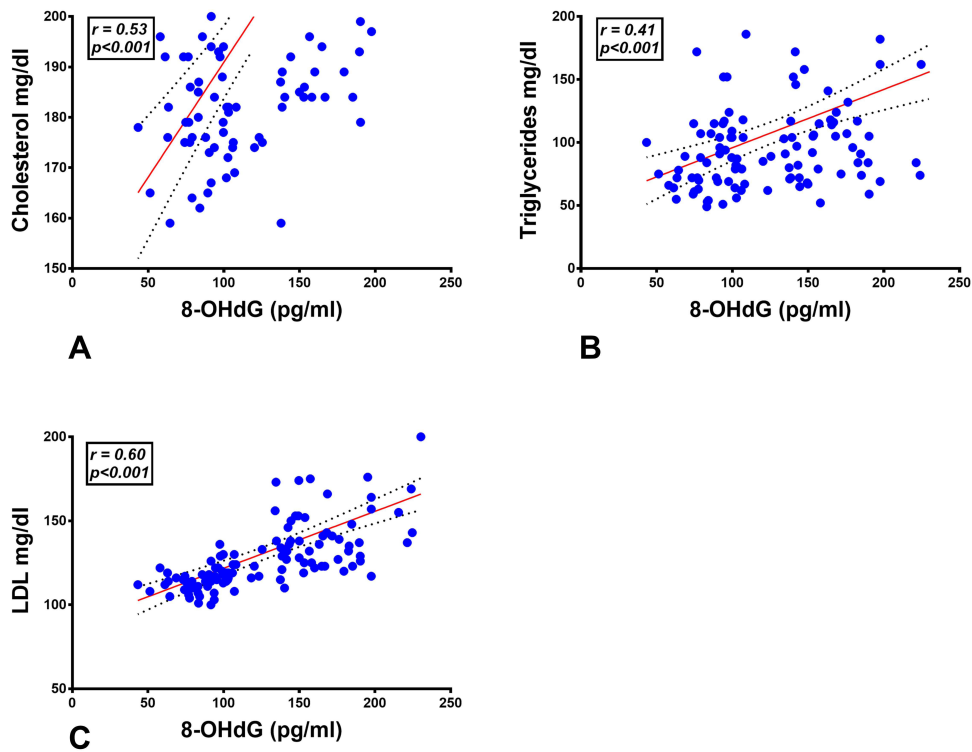 r = 0.53
p<0.001
Cholesterol mg/dl
200
190
180
170
160
150
0
50
100
150
200
250
8-OHdG (pg/ml)
A
r = 0.41
p<0.001
Triglycerides mg/dl
200
150
100
50
0
0
50
100
150
200
250
8-OHdG (pg/ml)
B
r = 0.60
p<0.001
LDL mg/dl
200
150
100
50
0
50
100
150
200
250
8-OHdG (pg/ml)
C